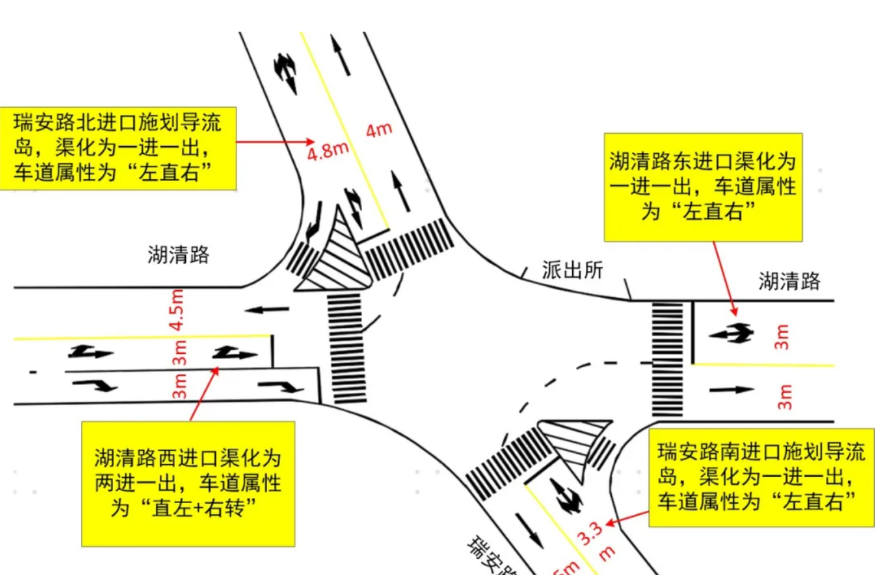 瑞安路北进口施划导流
岛，渠化为一进一出，
车道属性为“左直右”
4.8m
4m
湖清路东进口渠化为
一进一出，车道属性
为“左直右”
湖清路
派出所
湖清路
4.5m
3m
3m
3m
3m
湖清路西进口渠化为
两进一出，车道属性
为“直左+右转”
瑞安路南进口施划导流
岛，渠化为一进一出，
车道属性为“左直右”
3.3
m
瑞安路